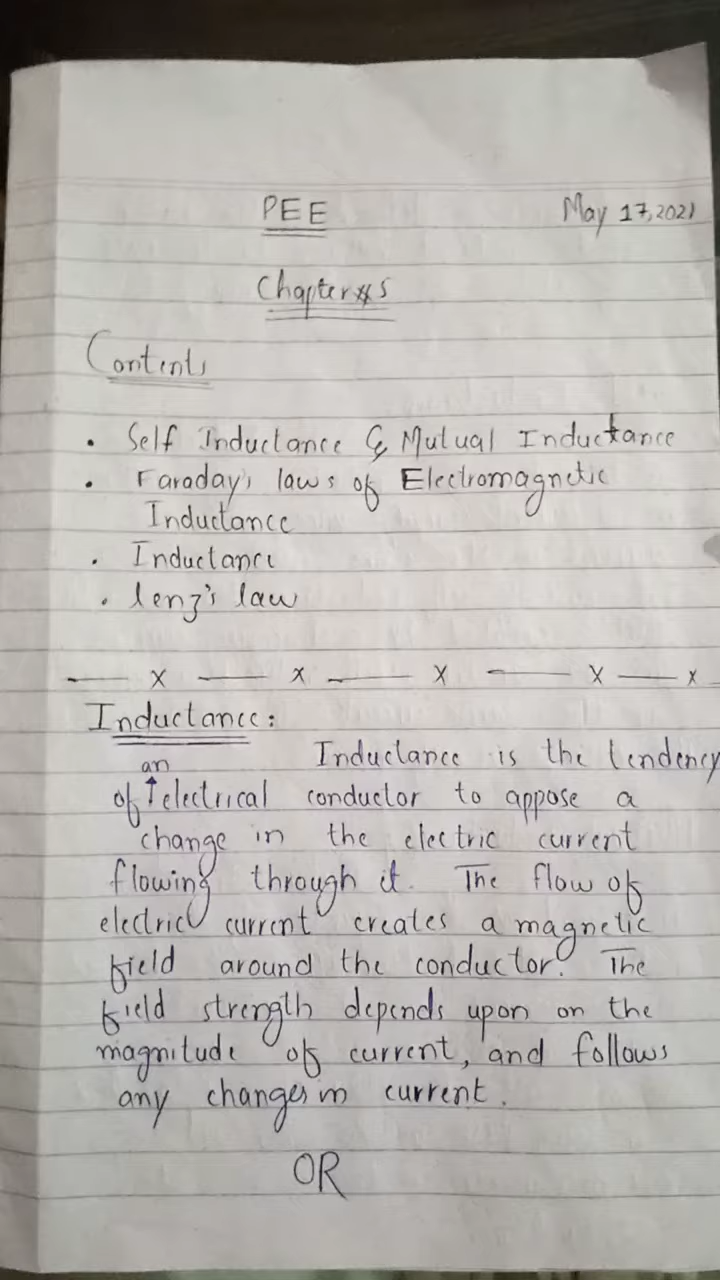 PEE
May 17, 2021
Chapter#5
Contents
• Self Inductance & Mutual Inductance
• Faraday's laws of Electromagnetic
Inductance
• Inductance
• lenz's law
— x — x — x — x — x
Inductance:
Inductance is the tendency
of an electrical conductor to appose a
change in the electric current
flowing through it. The flow of
electric current creates a magnetic
field around the conductor. The
field strength depends upon on the
magnitude of current, and follows
any changes in current.
OR